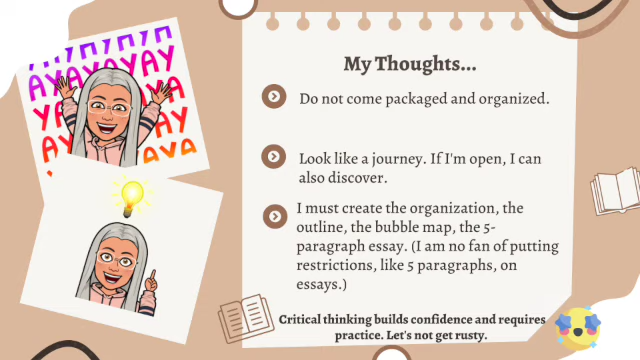 YAYAYAY
My Thoughts...
Do not come packaged and organized.
Look like a journey. If I'm open, I can
also discover.
I must create the organization, the
outline, the bubble map, the 5-
paragraph essay. (I am no fan of putting
restrictions, like 5 paragraphs, on
essays.)
Critical thinking builds confidence and requires
practice. Let's not get rusty.